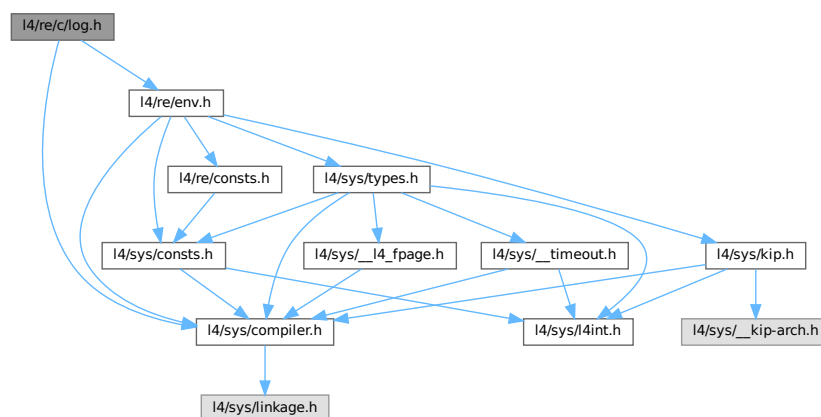 l4/re/c/log.h
l4/re/env.h
l4/re/consts.h
l4/sys/types.h
l4/sys/consts.h
l4/sys/__l4_fpage.h
l4/sys/__timeout.h
l4/sys/kip.h
l4/sys/compiler.h
l4/sys/l4int.h
l4/sys/__kip-arch.h
l4/sys/linkage.h